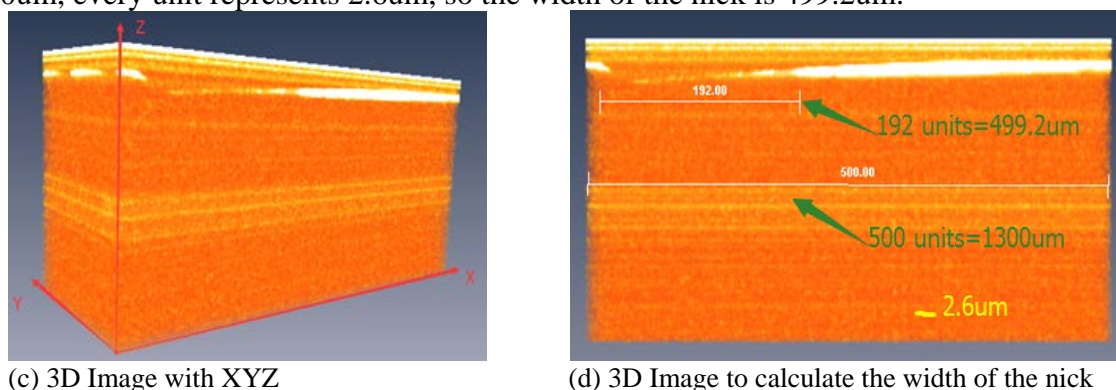 0um, every unit represents 2.6um, so the width of the nick is 499.2um.
Z
192.00
192 units=499.2um
500.00
500 units=1300um
Y
X
2.6um
(c) 3D Image with XYZ
(d) 3D Image to calculate the width of the nick